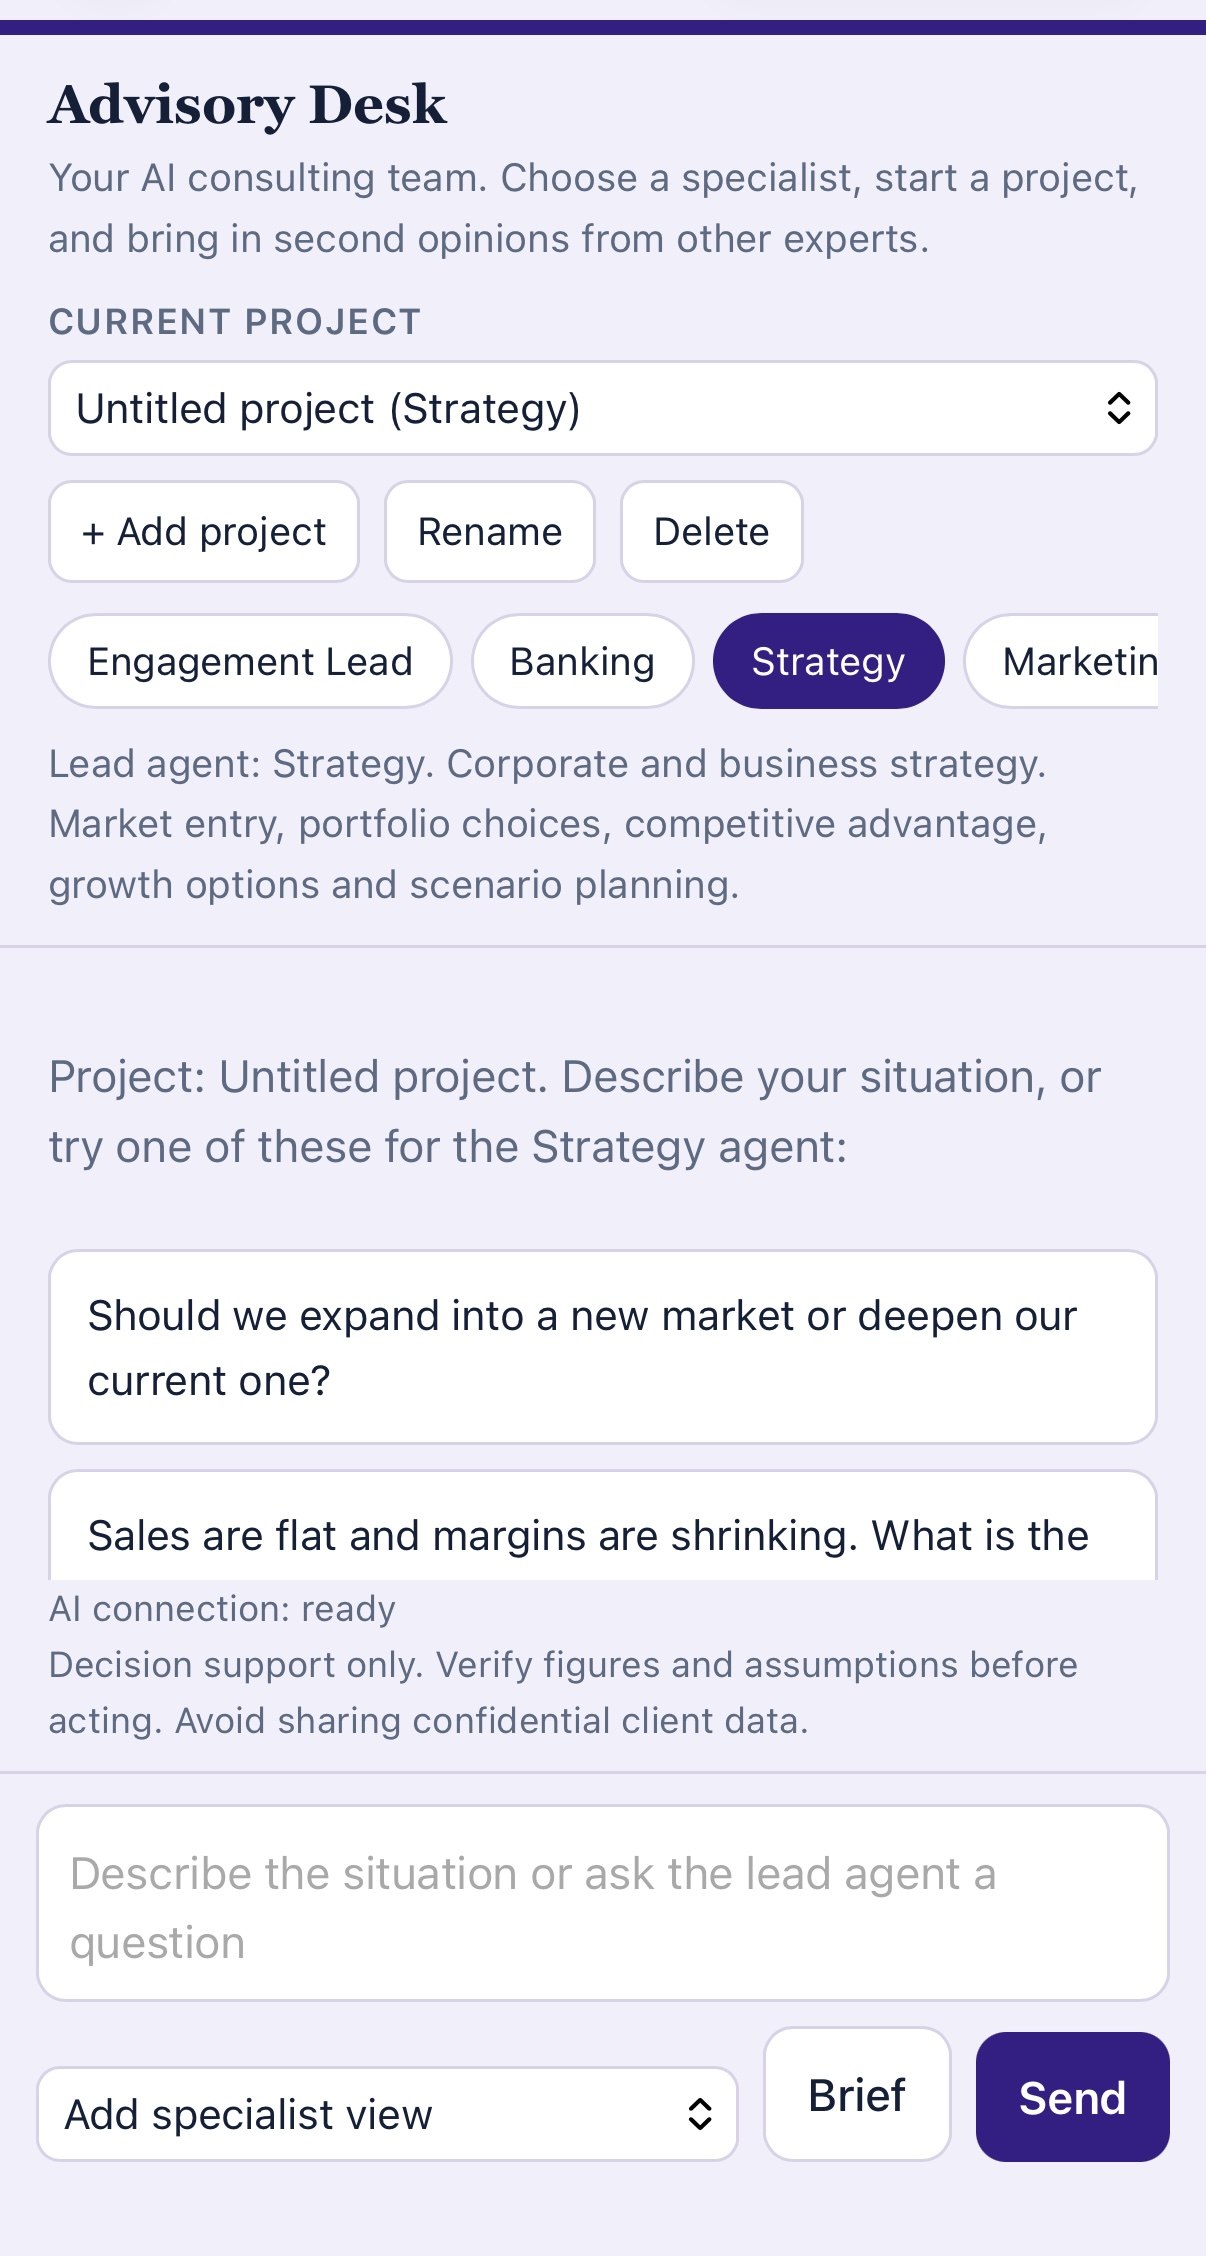 Advisory Desk
Your AI consulting team. Choose a specialist, start a project,
and bring in second opinions from other experts.
CURRENT PROJECT
Untitled project (Strategy)
+ Add project Rename Delete
Engagement Lead Banking Strategy Marketin
Lead agent: Strategy. Corporate and business strategy.
Market entry, portfolio choices, competitive advantage,
growth options and scenario planning.
Project: Untitled project. Describe your situation, or
try one of these for the Strategy agent:
Should we expand into a new market or deepen our
current one?
Sales are flat and margins are shrinking. What is the
AI connection: ready
Decision support only. Verify figures and assumptions before
acting. Avoid sharing confidential client data.
Describe the situation or ask the lead agent a
question
Add specialist view Brief Send